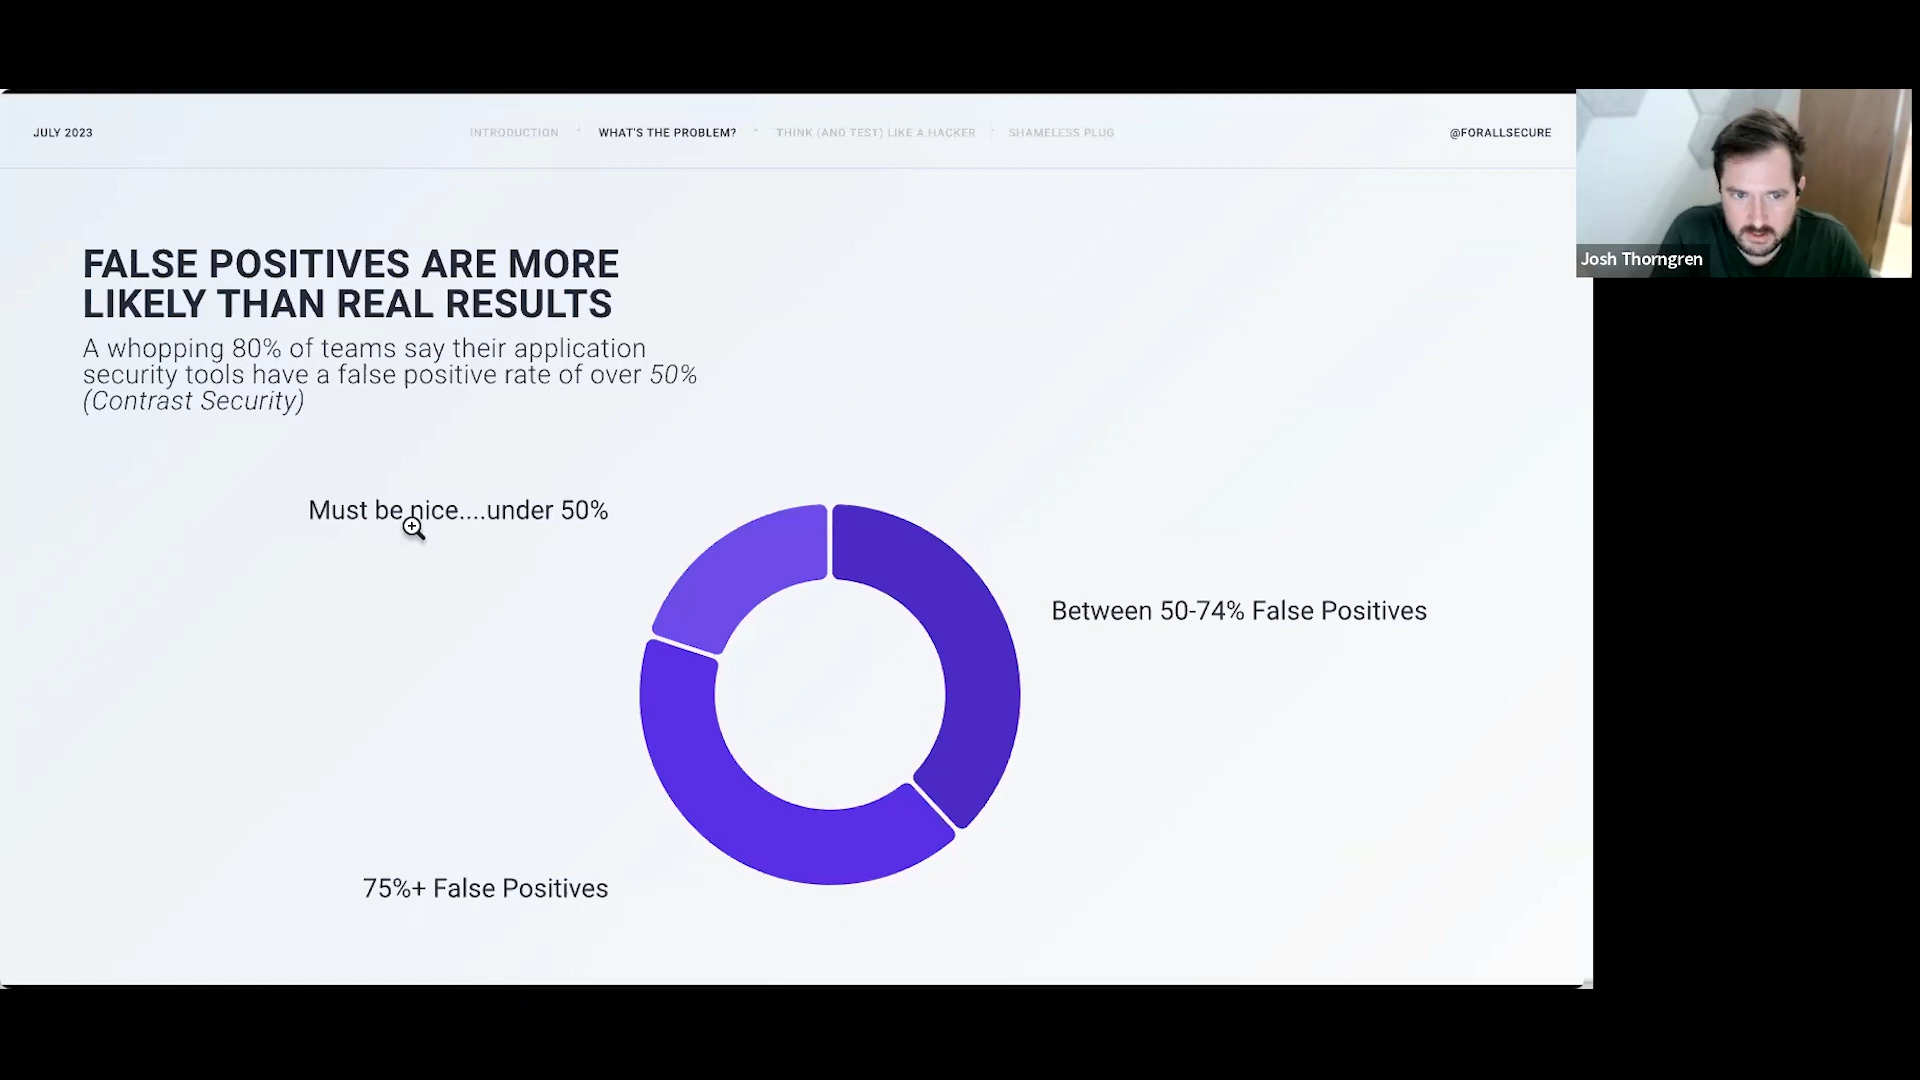 JULY 2023
INTRODUCTION
WHAT'S THE PROBLEM?
THINK (AND TEST) LIKE A HACKER
SHAMELESS PLUG
@FORALLSECURE
Josh Thorngren
FALSE POSITIVES ARE MORE
LIKELY THAN REAL RESULTS
A whopping 80% of teams say their application
security tools have a false positive rate of over 50%
(Contrast Security)
Must be nice....under 50%
Between 50-74% False Positives
75%+ False Positives